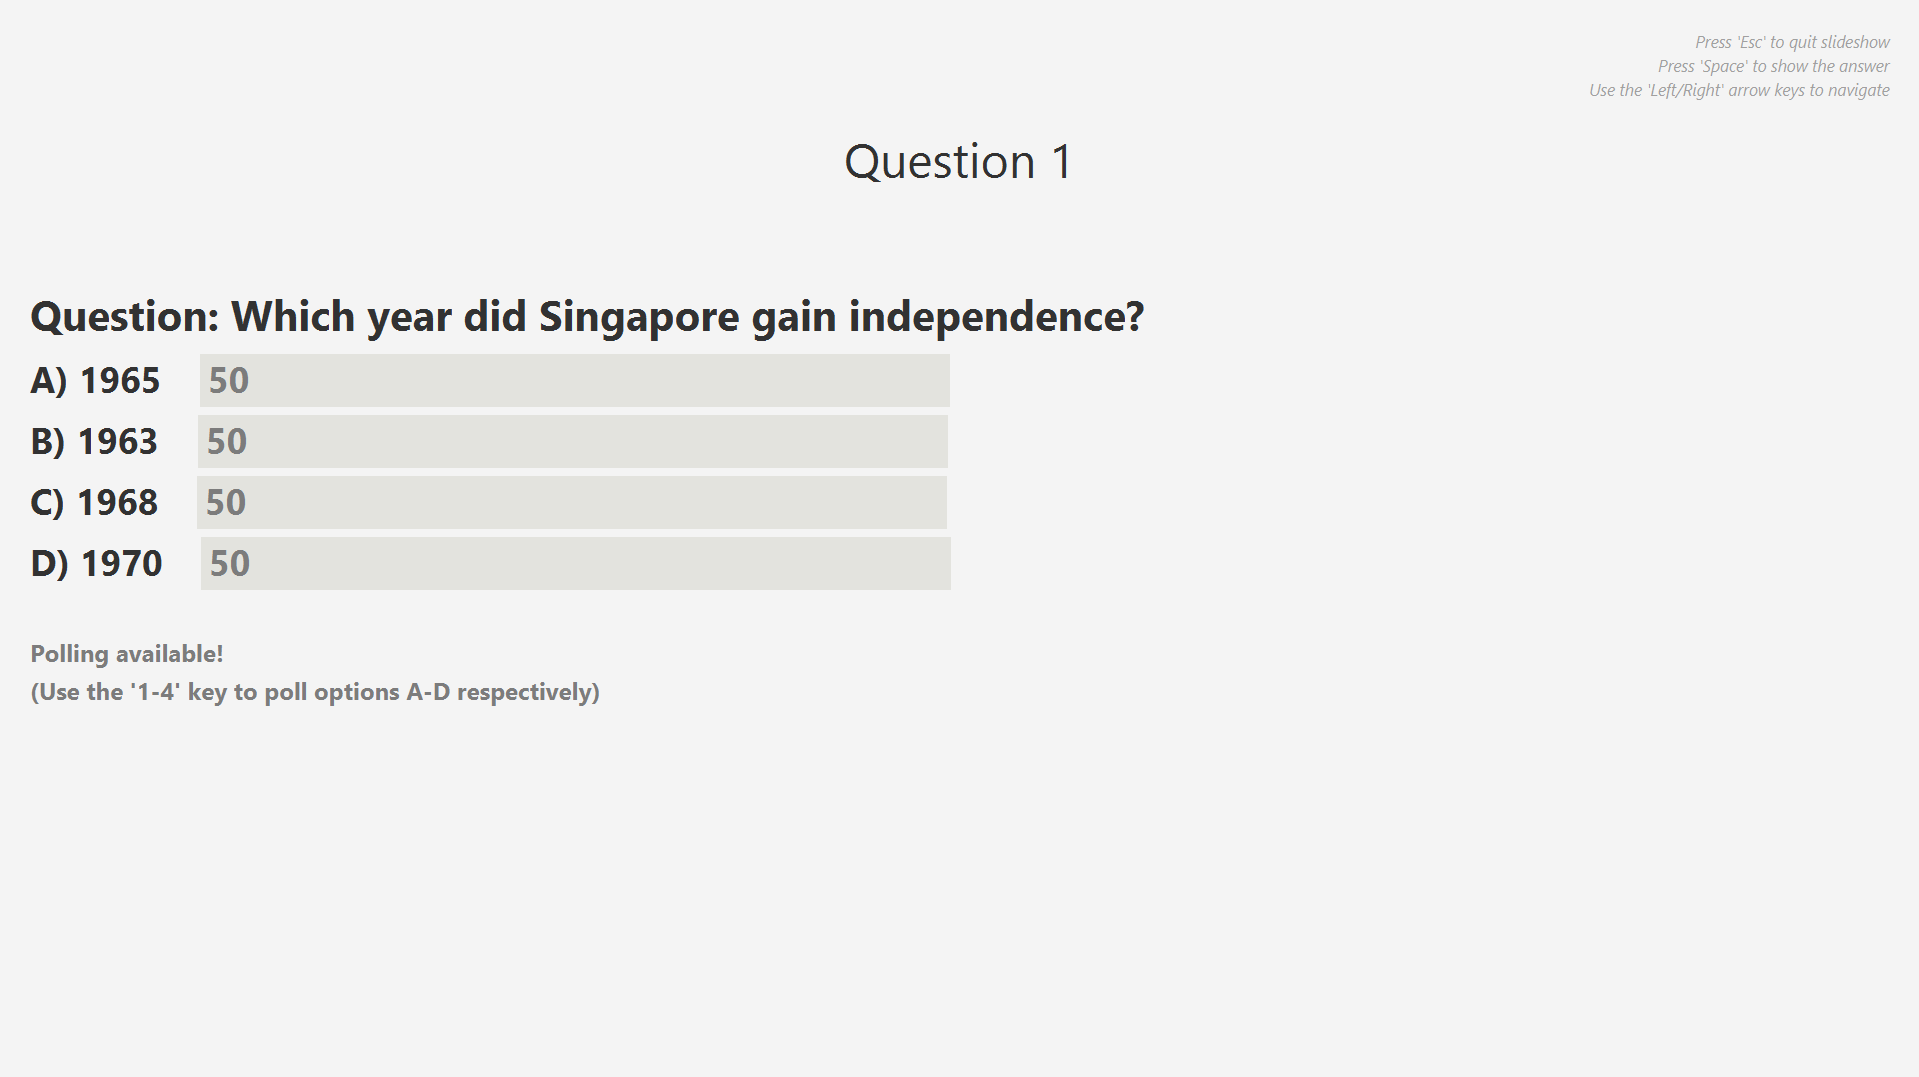 Press 'Esc' to quit slideshow
Press 'Space' to show the answer
Use the 'Left/Right' arrow keys to navigate
Question 1
Question: Which year did Singapore gain independence?
A) 1965 50
B) 1963 50
C) 1968 50
D) 1970 50
Polling available!
(Use the '1-4' key to poll options A-D respectively)